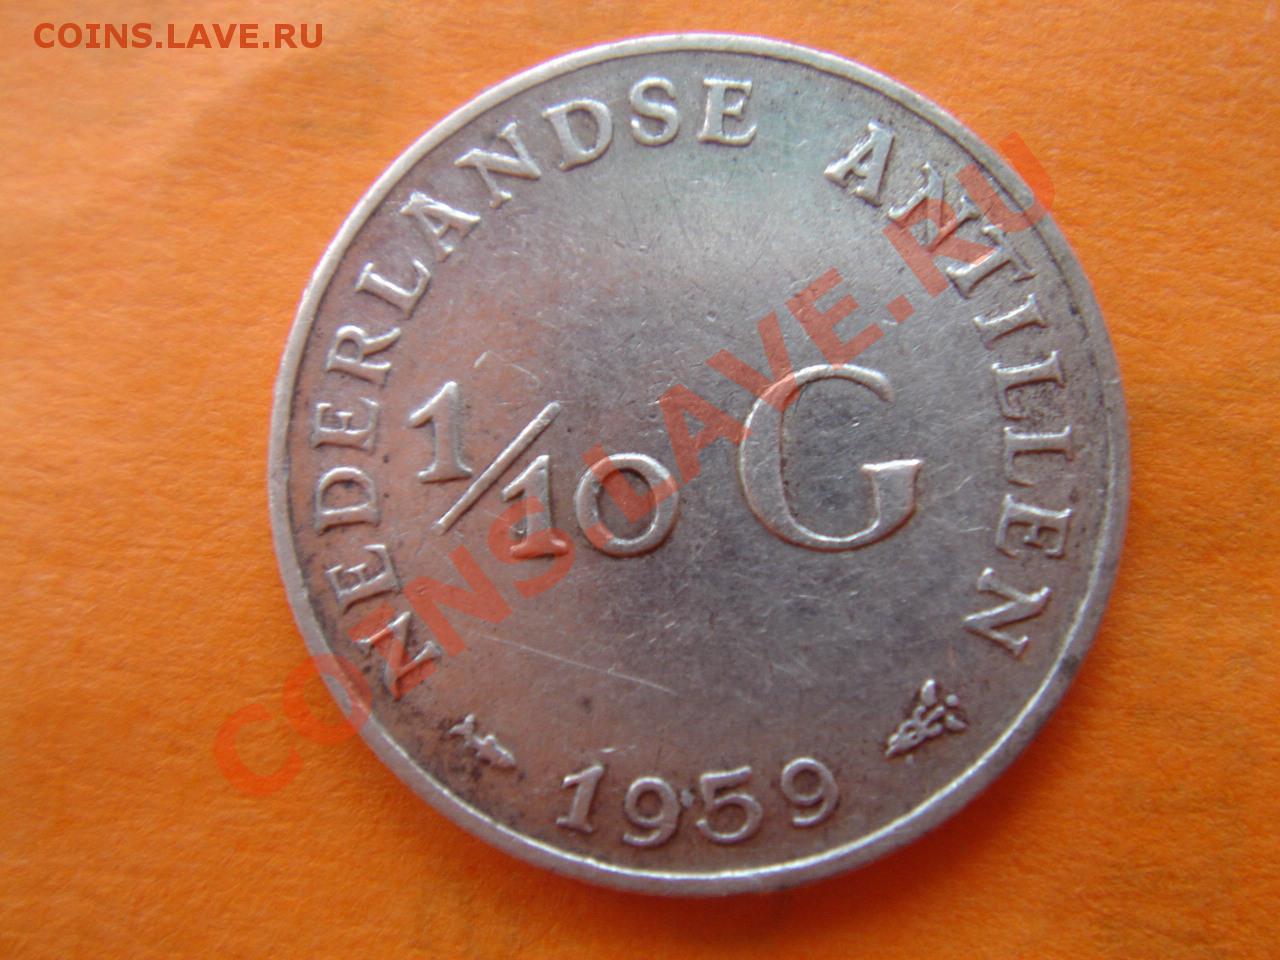 COINS.LAVE.RU
NEDERLANDSE ANTILLEN
1/10 G
1959
COINS.LAVE.RU